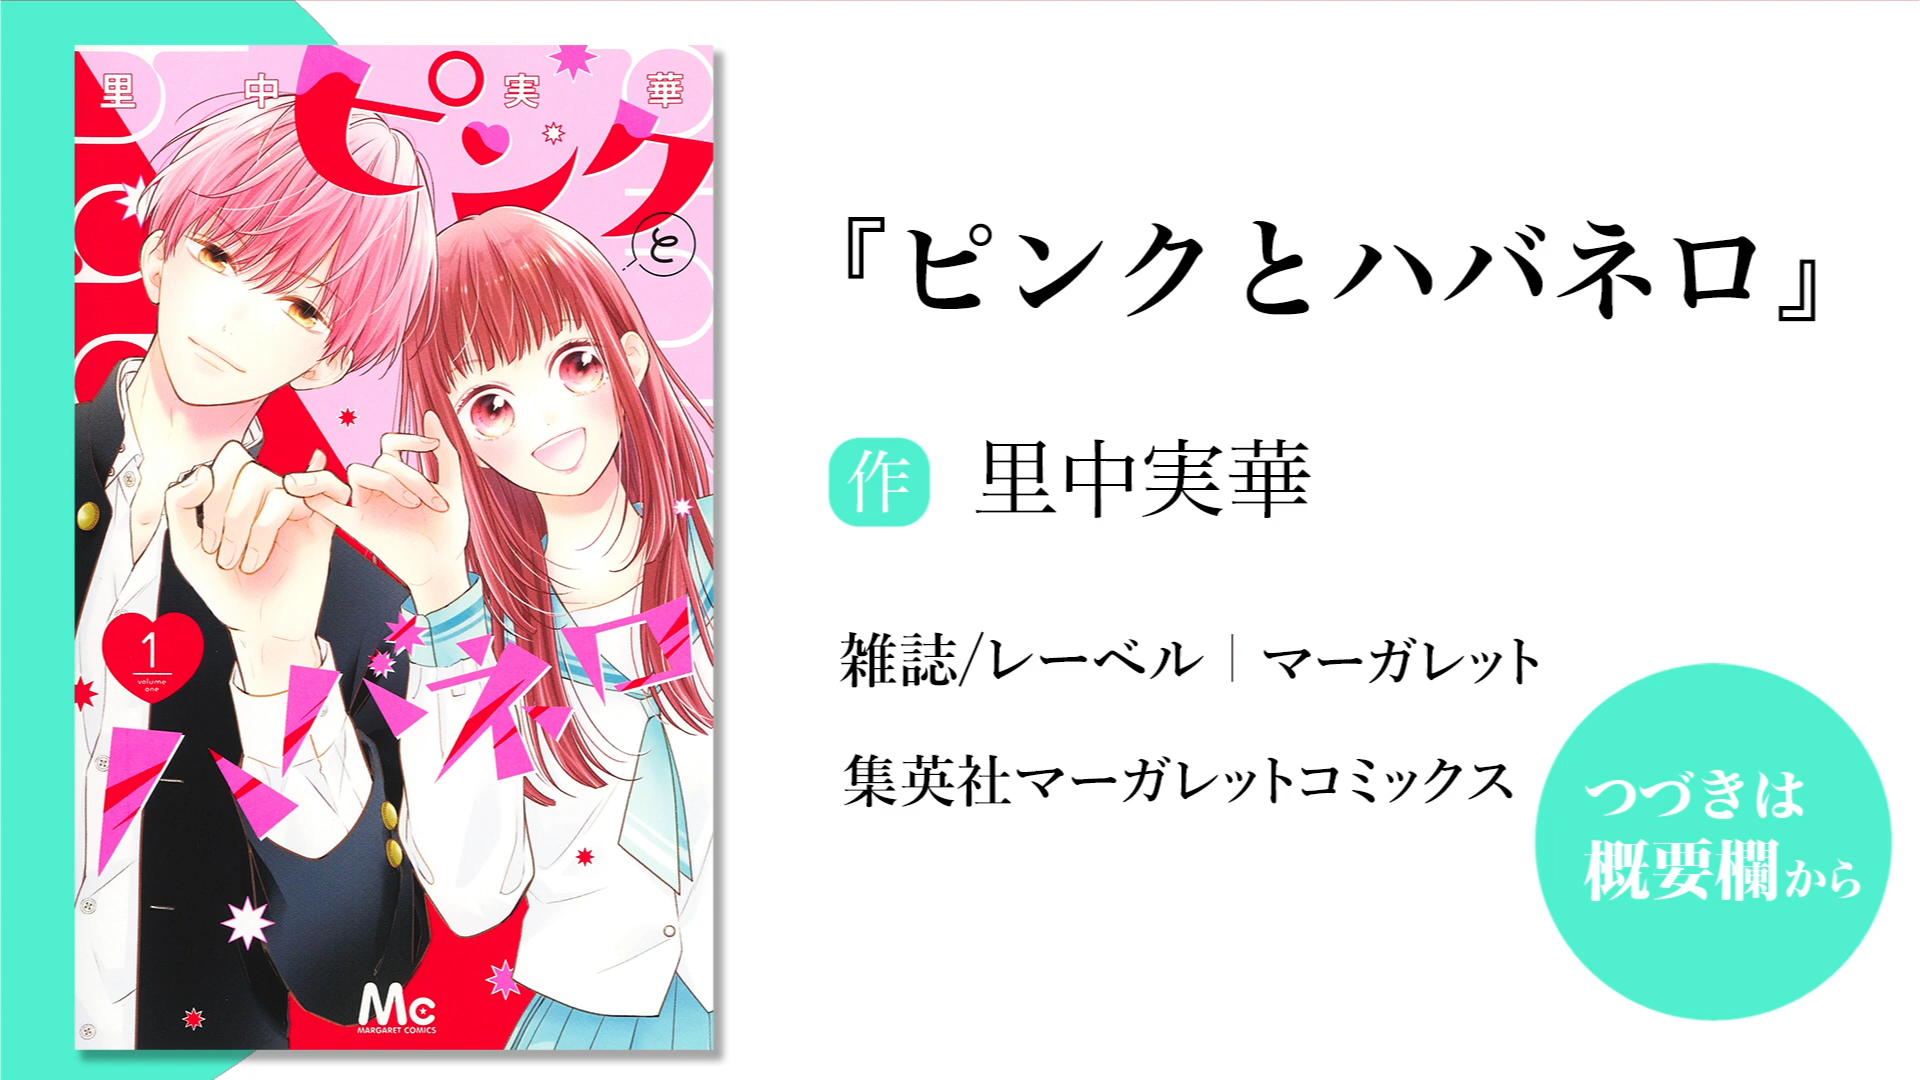 里中実華
ピンク
と
ハバネロ
1
volume
one
Mc
MARGARET COMICS
『ピンクとハバネロ』
作 里中実華
雑誌/レーベル｜マーガレット
集英社マーガレットコミックス
つづきは
概要欄から